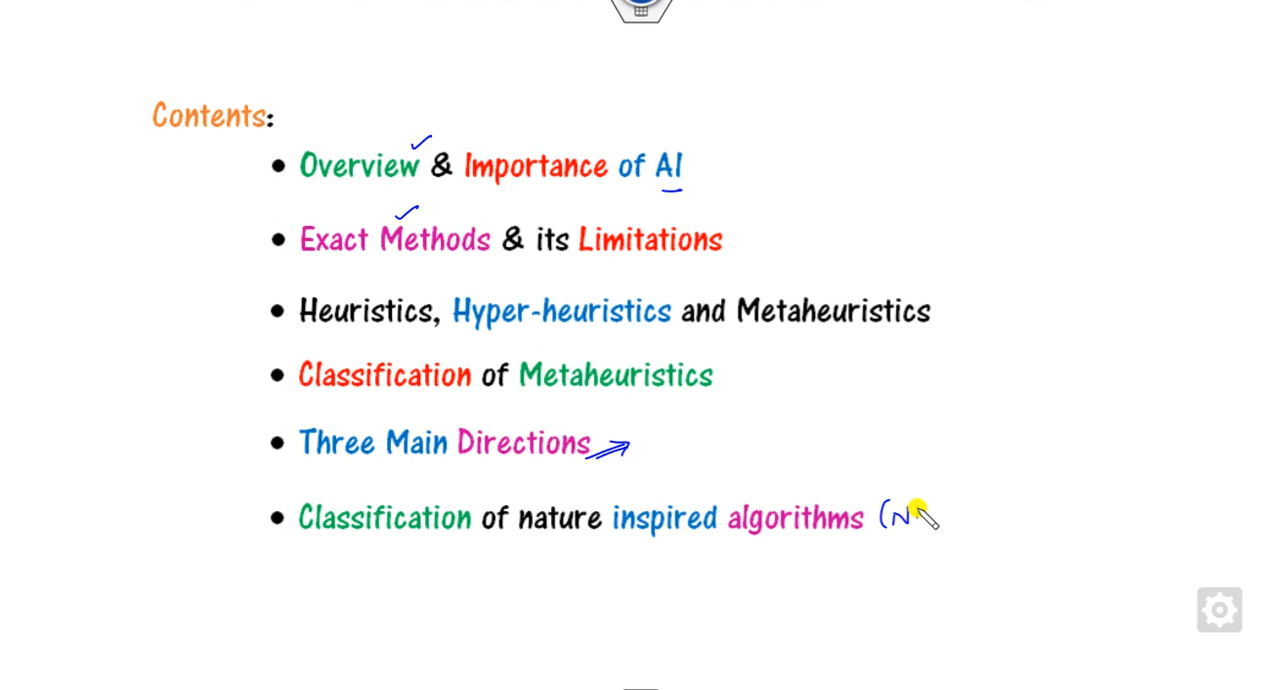 Contents:
• Overview & Importance of AI
• Exact Methods & its Limitations
• Heuristics, Hyper-heuristics and Metaheuristics
• Classification of Metaheuristics
• Three Main Directions
• Classification of nature inspired algorithms (N